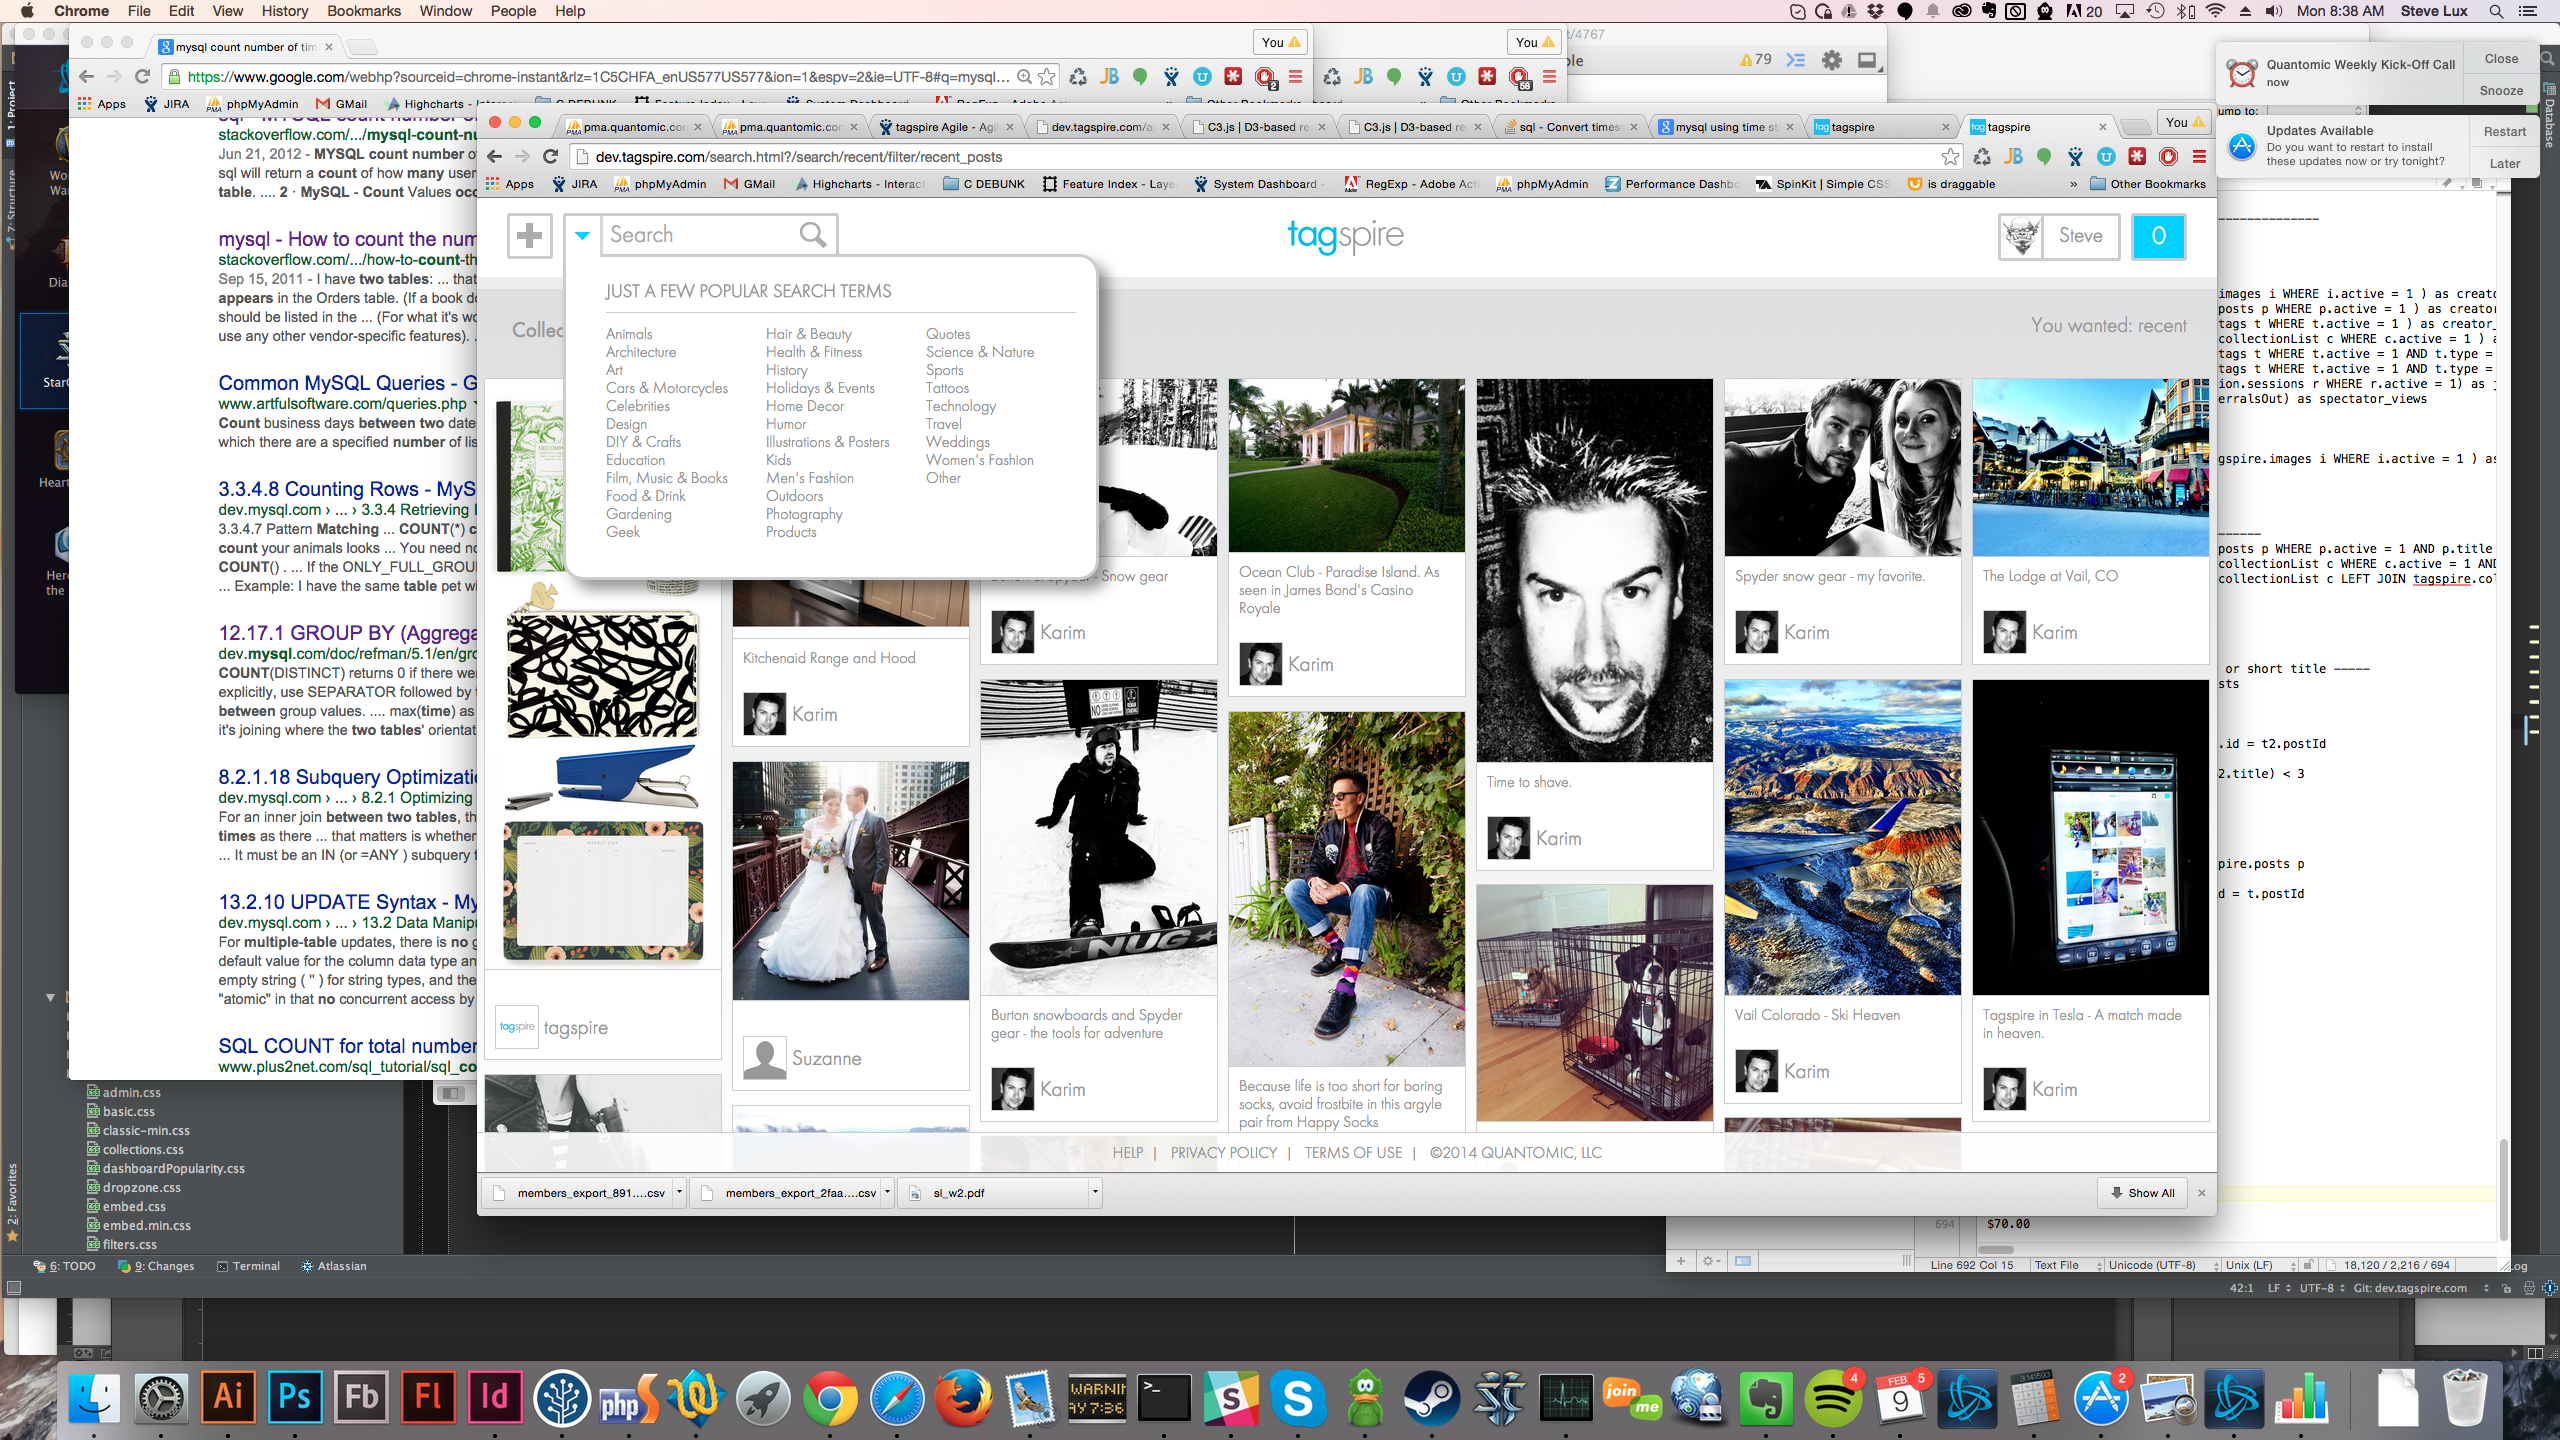 Chrome File Edit View History Bookmarks Window People Help
20 Mon 8:38 AM Steve Lux
mysql count number of tim
You
You
t/4767
https://www.google.com/webhp?sourceid=chrome-instant&rlz=1C5CHFA_enUS577US577&ion=1&espv=2&ie=UTF-8#q=mysql...
79
Apps JIRA phpMyAdmin GMail
Quantomic Weekly Kick-Off Call
now
Close
Snooze
Updates Available
Do you want to restart to install
these updates now or try tonight?
Restart
Later
Jump to:
1: Project
7: Structure
2: Favorites
Database
stackoverflow.com/.../mysql-count-nu
Jun 21, 2012 - MYSQL count number o
sql will return a count of how many user
table. .... 2 · MySQL - Count Values occ
mysql - How to count the num
stackoverflow.com/.../how-to-count-th
Sep 15, 2011 - I have two tables: ... that
appears in the Orders table. (If a book do
should be listed in the ... (For what it's wo
use any other vendor-specific features). .
Common MySQL Queries - G
www.artfulsoftware.com/queries.php
Count business days between two date
which there are a specified number of lis
3.3.4.8 Counting Rows - MyS
dev.mysql.com › ... › 3.3.4 Retrieving I
3.3.4.7 Pattern Matching ... COUNT(*) c
count your animals looks ... You need no
COUNT() . ... If the ONLY_FULL_GROU
... Example: I have the same table pet wi
12.17.1 GROUP BY (Aggrega
dev.mysql.com/doc/refman/5.1/en/gro
COUNT(DISTINCT) returns 0 if there wer
explicitly, use SEPARATOR followed by t
between group values. .... max(time) as
it's joining where the two tables' orientat
8.2.1.18 Subquery Optimizatio
dev.mysql.com › ... › 8.2.1 Optimizing
For an inner join between two tables, th
times as there ... that matters is whether
... It must be an IN (or =ANY ) subquery t
13.2.10 UPDATE Syntax - My
dev.mysql.com › ... › 13.2 Data Manipu
For multiple-table updates, there is no g
default value for the column data type an
empty string ( '' ) for string types, and the
"atomic" in that no concurrent access by
SQL COUNT for total number
www.plus2net.com/sql_tutorial/sql_co
pma.quantomic.co pma.quantomic.co tagspire Agile - Agil dev.tagspire.com/a C3.js | D3-based re C3.js | D3-based re sql - Convert times mysql using time st tagspire tagspire You
dev.tagspire.com/search.html?/search/recent/filter/recent_posts
Apps JIRA phpMyAdmin GMail Highcharts - Interac C DEBUNK Feature Index - Laye System Dashboard - RegExp - Adobe Acti phpMyAdmin Performance Dashbo SpinKit | Simple CSS is draggable » Other Bookmarks
Search
tagspire
Steve 0
Collec
You wanted: recent
JUST A FEW POPULAR SEARCH TERMS
Animals
Architecture
Art
Cars & Motorcycles
Celebrities
Design
DIY & Crafts
Education
Film, Music & Books
Food & Drink
Gardening
Geek
Hair & Beauty
Health & Fitness
History
Holidays & Events
Home Decor
Humor
Illustrations & Posters
Kids
Men's Fashion
Outdoors
Photography
Products
Quotes
Science & Nature
Sports
Tattoos
Technology
Travel
Weddings
Women's Fashion
Other
tagspire tagspire
Kitchenaid Range and Hood
Karim
Suzanne
- Snow gear
Karim
NUG
Burton snowboards and Spyder
gear - the tools for adventure
Karim
Ocean Club - Paradise Island. As
seen in James Bond's Casino
Royale
Karim
Because life is too short for boring
socks, avoid frostbite in this argyle
pair from Happy Socks
Time to shave.
Karim
Spyder snow gear - my favorite.
Karim
Vail Colorado - Ski Heaven
Karim
The Lodge at Vail, CO
Karim
Tagspire in Tesla - A match made
in heaven.
Karim
HELP | PRIVACY POLICY | TERMS OF USE | ©2014 QUANTOMIC, LLC
members_export_891....csv members_export_2faa....csv sl_w2.pdf Show All
images i WHERE i.active = 1 ) as creato
posts p WHERE p.active = 1 ) as creator
tags t WHERE t.active = 1 ) as creator_
collectionList c WHERE c.active = 1 ) a
tags t WHERE t.active = 1 AND t.type =
tags t WHERE t.active = 1 AND t.type =
ion.sessions r WHERE r.active = 1) as
erralsOut) as spectator_views
gspire.images i WHERE i.active = 1 ) as
posts p WHERE p.active = 1 AND p.title
collectionList c WHERE c.active = 1 AND
collectionList c LEFT JOIN tagspire.col
or short title -----
sts
.id = t2.postId
2.title) < 3
pire.posts p
d = t.postId
694 $70.00
Line 692 Col 15 Text File Unicode (UTF-8) Unix (LF) 18,120 / 2,216 / 694
admin.css
basic.css
classic-min.css
collections.css
dashboardPopularity.css
dropzone.css
embed.css
embed.min.css
filters.css
6: TODO 9: Changes Terminal Atlassian
42:1 LF UTF-8 Git: dev.tagspire.com
Ai Ps Fb Fl Id php S join me 4 FEB 9 5 2